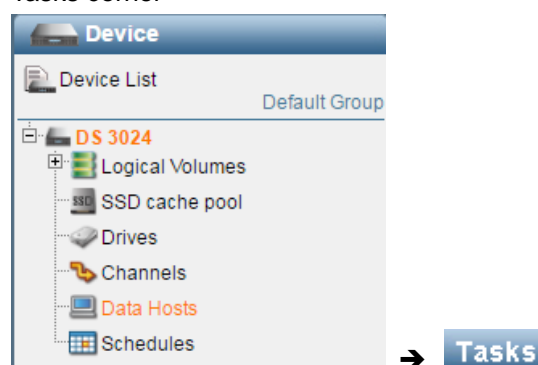 Tasks corner
Device
Device List
Default Group
DS 3024
Logical Volumes
SSD cache pool
Drives
Channels
Data Hosts
Schedules
➔ Tasks